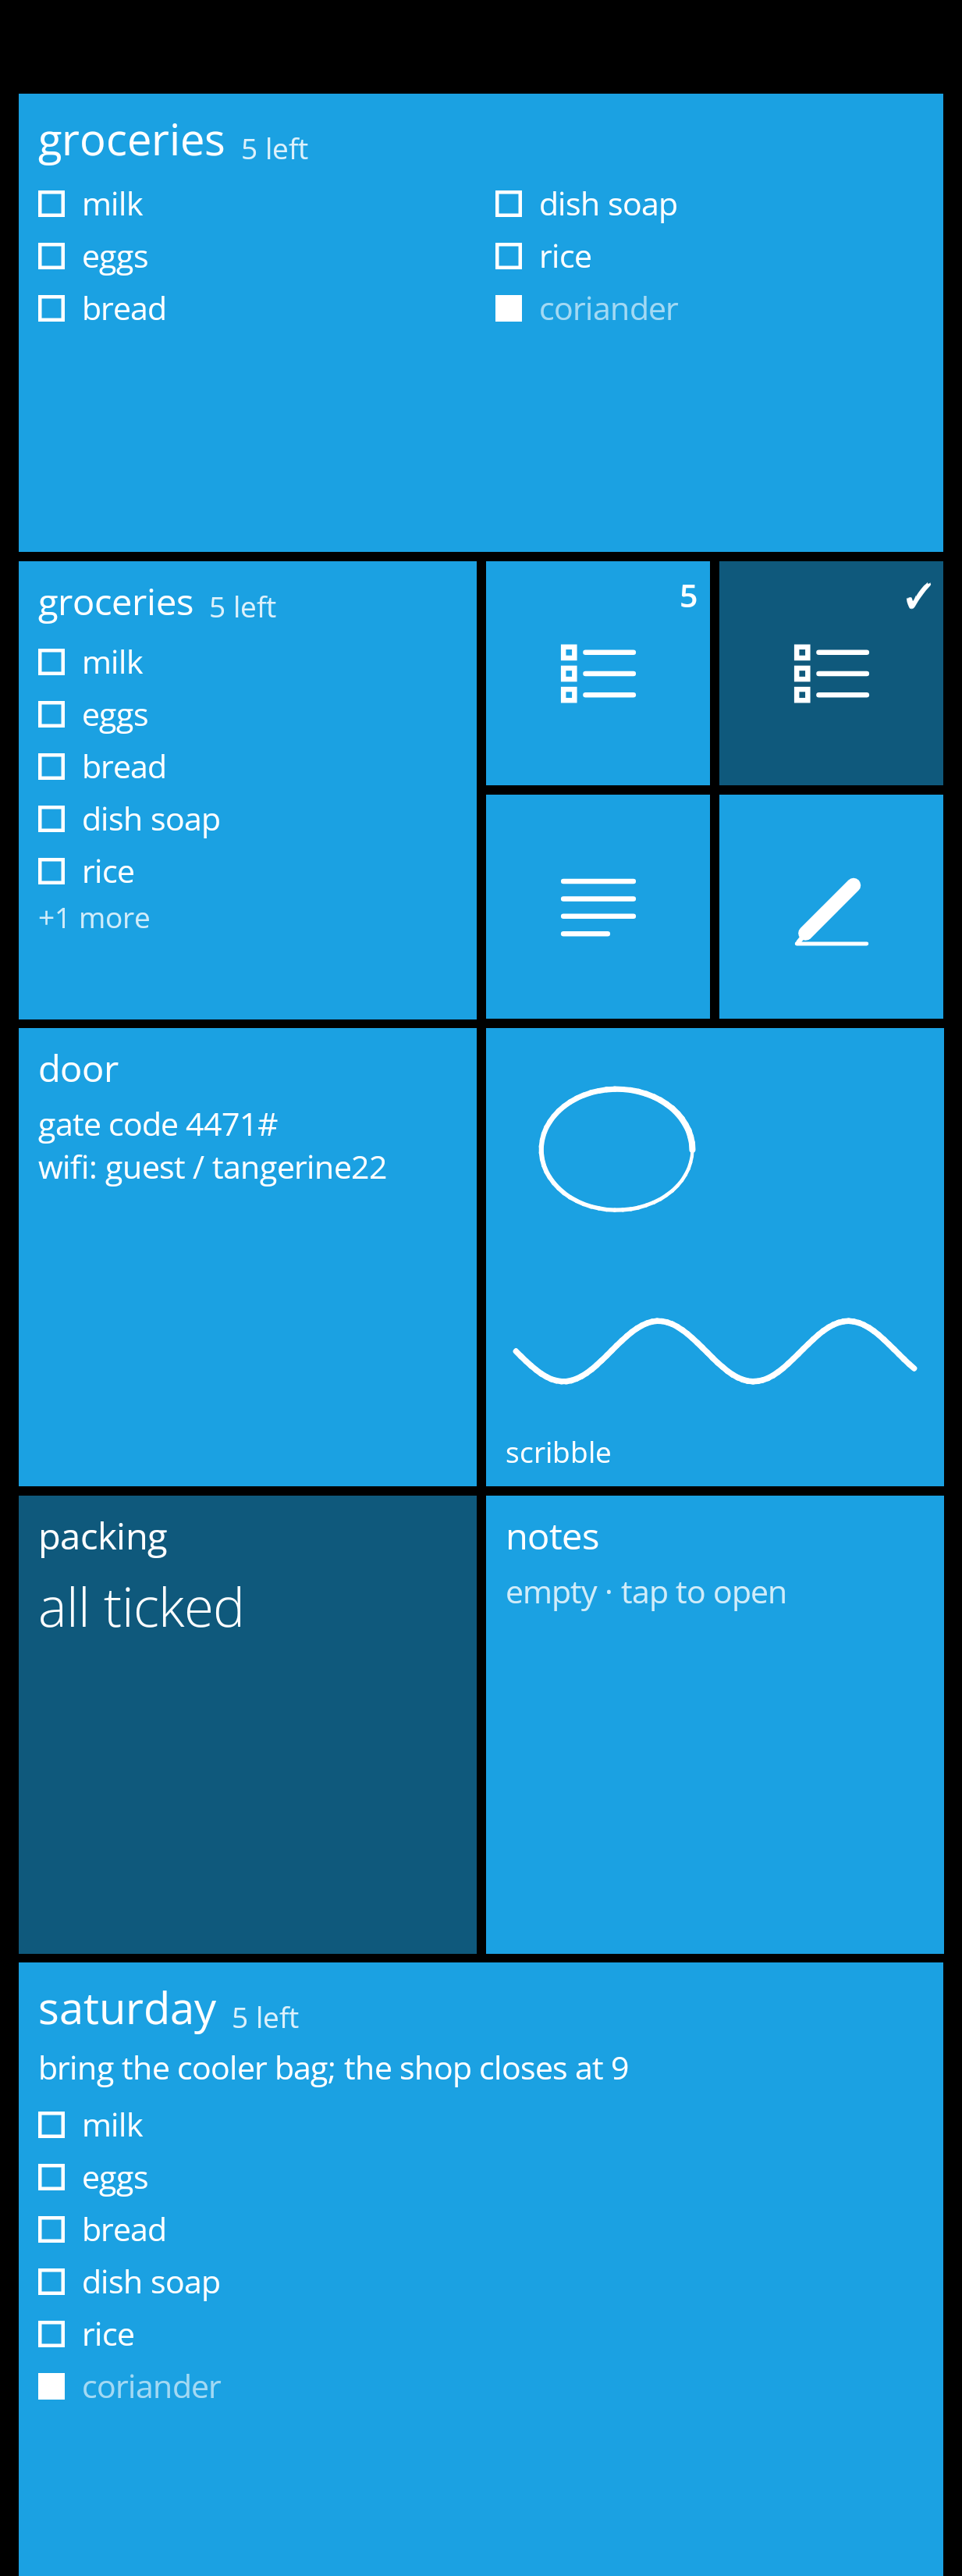 groceries 5 left
milk
eggs
bread
dish soap
rice
coriander
groceries 5 left
milk
eggs
bread
dish soap
rice
+1 more
5
✓
door
gate code 4471#
wifi: guest / tangerine22
scribble
packing
all ticked
notes
empty · tap to open
saturday 5 left
bring the cooler bag; the shop closes at 9
milk
eggs
bread
dish soap
rice
coriander